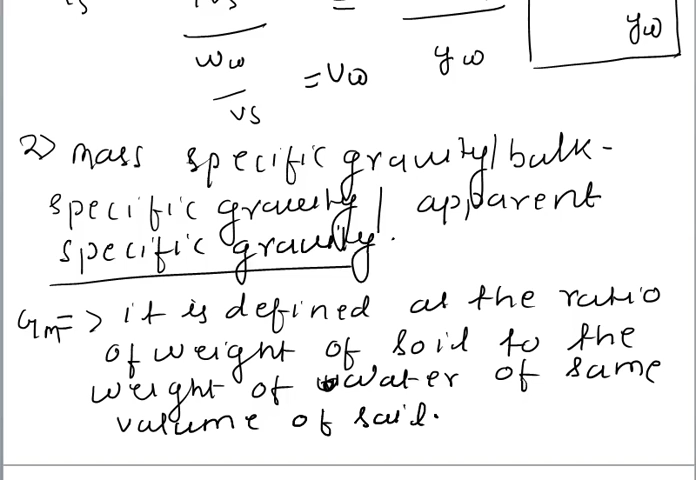 =
Ww
yw
yw
= Vw
vs
2) mass specific gravity / bulk -
specific gravity / apparent
specific gravity.
Gm => it is defined as the ratio
of weight of soil to the
weight of water of same
volume of soil.